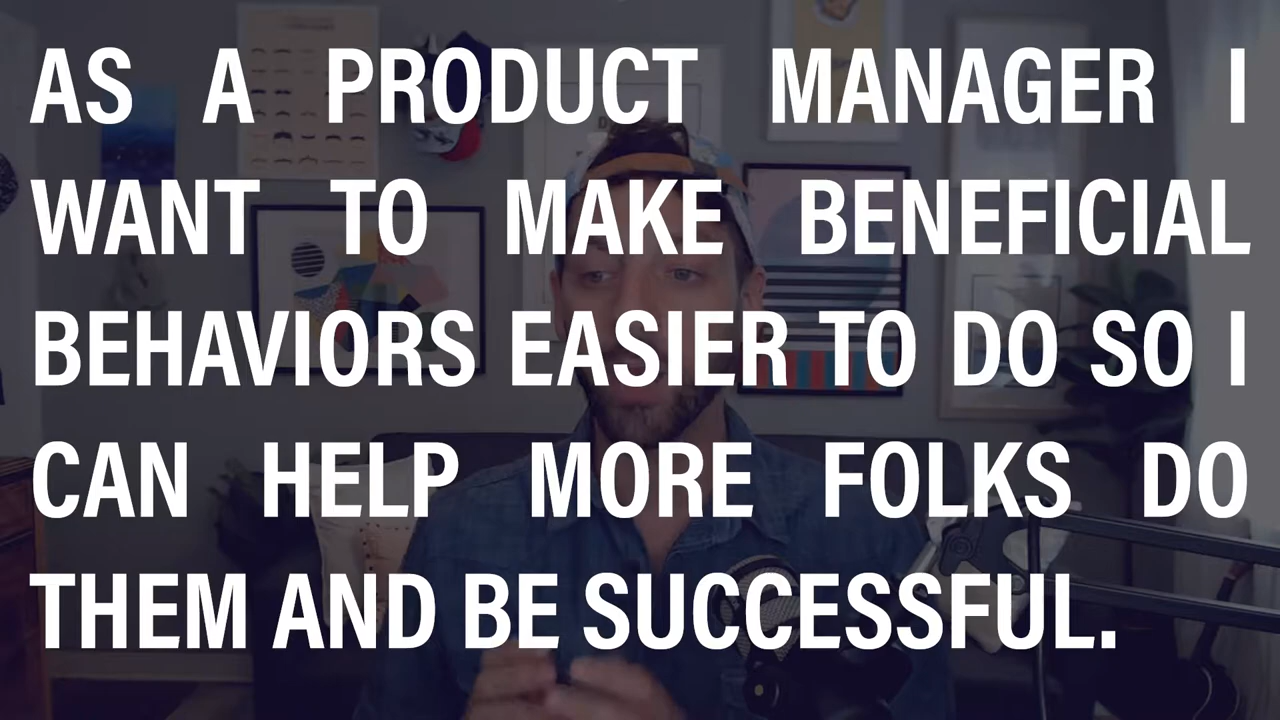 AS A PRODUCT MANAGER I
WANT TO MAKE BENEFICIAL
BEHAVIORS EASIER TO DO SO I
CAN HELP MORE FOLKS DO
THEM AND BE SUCCESSFUL.